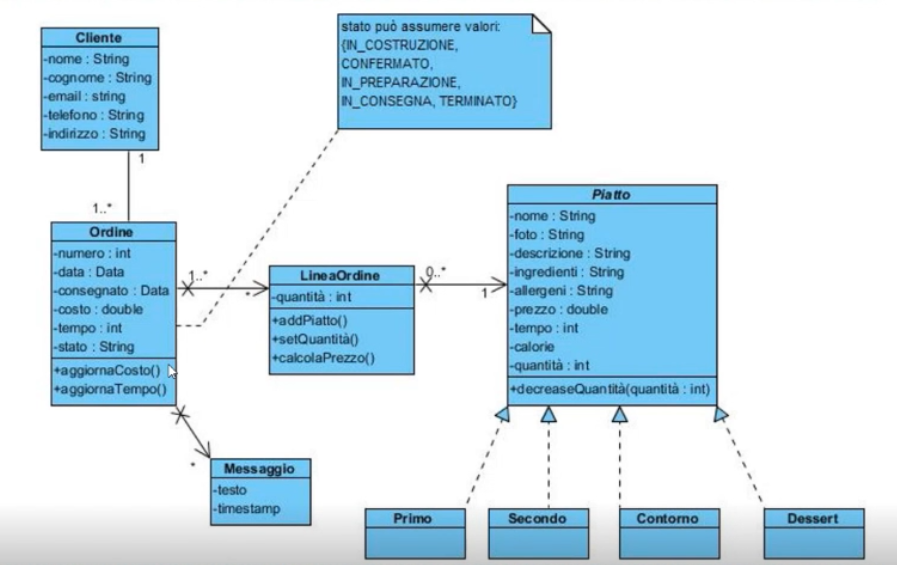 Cliente
-nome : String
-cognome : String
-email : string
-telefono : String
-indirizzo : String
stato può assumere valori:
{IN_COSTRUZIONE,
CONFERMATO,
IN_PREPARAZIONE,
IN_CONSEGNA, TERMINATO}
1
1..*
Ordine
-numero : int
-data : Data
-consegnato : Data
-costo : double
-tempo : int
-stato : String
+aggiornaCosto()
+aggiornaTempo()
1..*
*
LineaOrdine
-quantità : int
+addPiatto()
+setQuantità()
+calcolaPrezzo()
0..*
1
Piatto
-nome : String
-foto : String
-descrizione : String
-ingredienti : String
-allergeni : String
-prezzo : double
-tempo : int
-calorie
-quantità : int
+decreaseQuantità(quantità : int)
*
*
Messaggio
-testo
-timestamp
Primo
Secondo
Contorno
Dessert